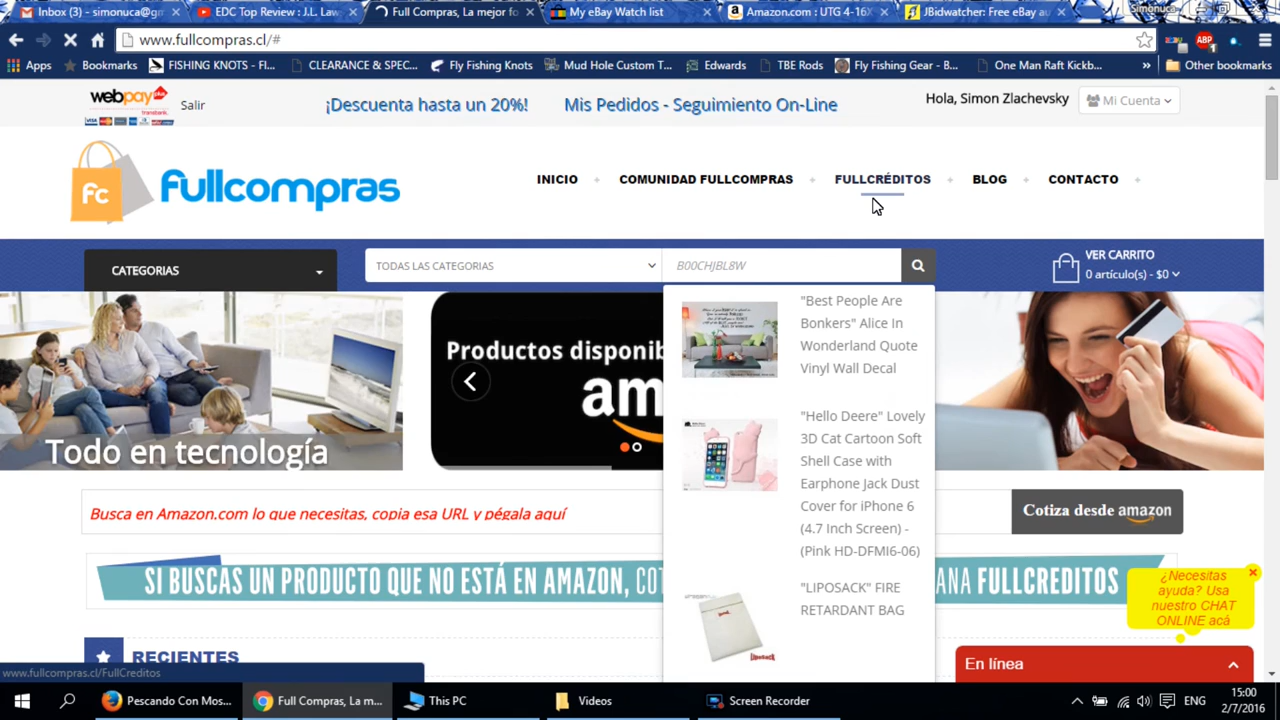 Inbox (3) - simonuca@gm
EDC Top Review : J.L. Law
Full Compras, La mejor fo
My eBay Watch list
Amazon.com : UTG 4-16X
JBidwatcher: Free eBay au
Simonuca
www.fullcompras.cl/#
Apps
Bookmarks
FISHING KNOTS - Fl...
CLEARANCE & SPEC...
Fly Fishing Knots
Mud Hole Custom T...
Edwards
TBE Rods
Fly Fishing Gear - B...
One Man Raft Kickb...
»
Other bookmarks
webpay plus
transbank.
Salir
¡Descuenta hasta un 20%!
Mis Pedidos - Seguimiento On-Line
Hola, Simon Zlachevsky
Mi Cuenta
FC
fullcompras
INICIO
COMUNIDAD FULLCOMPRAS
FULLCRÉDITOS
BLOG
CONTACTO
CATEGORIAS
TODAS LAS CATEGORIAS
B00CHJBL8W
VER CARRITO
0 artículo(s) - $0
Todo en tecnología
Productos disponib
am
"Best People Are
Bonkers" Alice In
Wonderland Quote
Vinyl Wall Decal
"Hello Deere" Lovely
3D Cat Cartoon Soft
Shell Case with
Earphone Jack Dust
Cover for iPhone 6
(4.7 Inch Screen) -
(Pink HD-DFMI6-06)
"LIPOSACK" FIRE
RETARDANT BAG
Busca en Amazon.com lo que necesitas, copia esa URL y pégala aquí
Cotiza desde amazon
SI BUSCAS UN PRODUCTO QUE NO ESTÁ EN AMAZON, CO
ANA FULLCREDITOS
¿Necesitas
ayuda? Usa
nuestro CHAT
ONLINE acá
RECIENTES
En línea
www.fullcompras.cl/FullCreditos
Pescando Con Mos...
Full Compras, La m...
This PC
Videos
Screen Recorder
ENG
15:00
2/7/2016